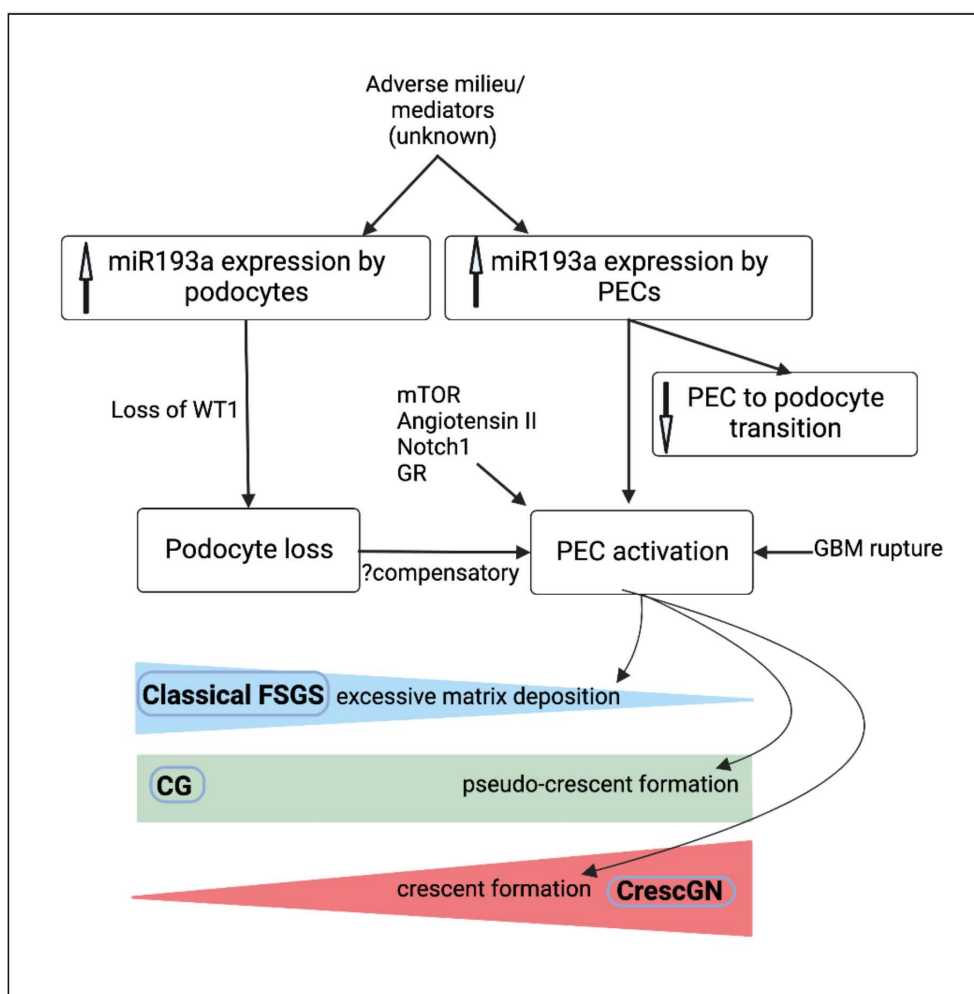 Adverse milieu/
mediators
(unknown)
miR193a expression by
podocytes
miR193a expression by
PECs
Loss of WT1
mTOR
Angiotensin II
Notch1
GR
PEC to podocyte
transition
Podocyte loss
?compensatory
PEC activation
GBM rupture
Classical FSGS excessive matrix deposition
CG pseudo-crescent formation
crescent formation CrescGN